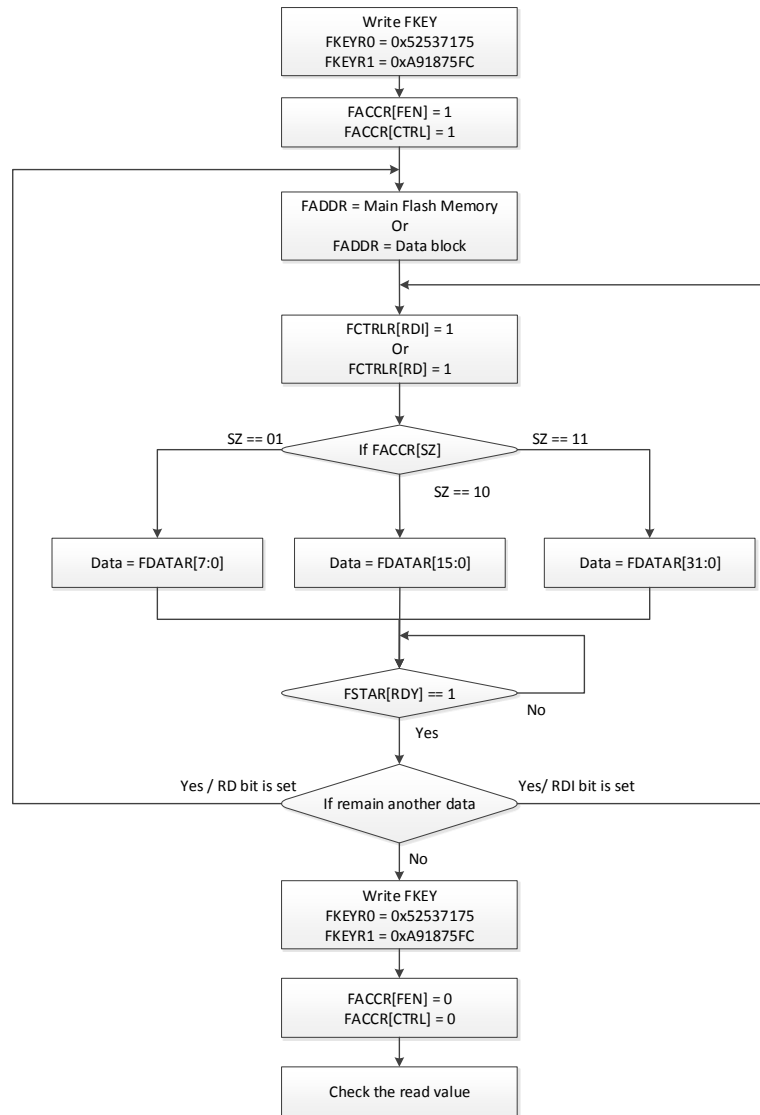 Write FKEY
FKEYR0 = 0x52537175
FKEYR1 = 0xA91875FC
FACCR[FEN] = 1
FACCR[CTRL] = 1
FADDR = Main Flash Memory
Or
FADDR = Data block
FCTRLR[RDI] = 1
Or
FCTRLR[RD] = 1
SZ == 01
If FACCR[SZ]
SZ == 11
SZ == 10
Data = FDATAR[7:0]
Data = FDATAR[15:0]
Data = FDATAR[31:0]
FSTAR[RDY] == 1
No
Yes
Yes / RD bit is set
If remain another data
Yes/ RDI bit is set
No
Write FKEY
FKEYR0 = 0x52537175
FKEYR1 = 0xA91875FC
FACCR[FEN] = 0
FACCR[CTRL] = 0
Check the read value